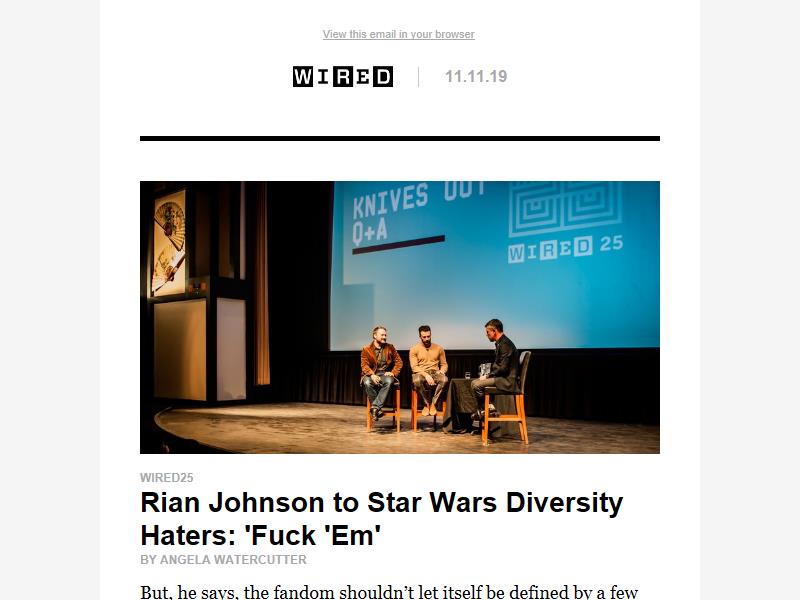 View this email in your browser
WIRED
11.11.19
KNIVES OUT
Q+A
WIRED 25
WIRED25
Rian Johnson to Star Wars Diversity
Haters: 'Fuck 'Em'
BY ANGELA WATERCUTTER
But, he says, the fandom shouldn’t let itself be defined by a few